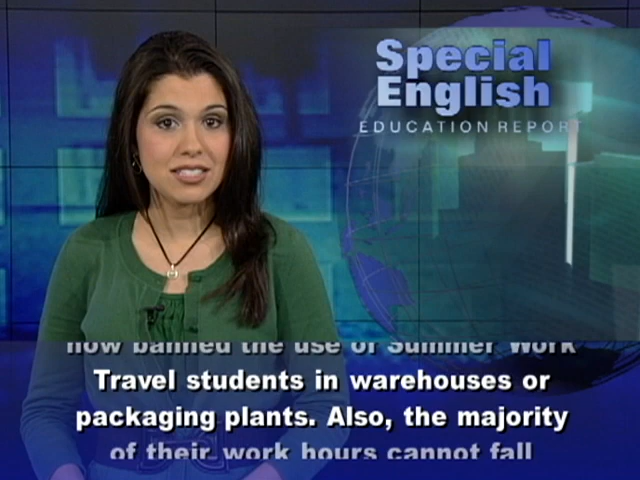 Special
English
EDUCATION REPORT
now banned the use of Summer Work
Travel students in warehouses or
packaging plants. Also, the majority
of their work hours cannot fall